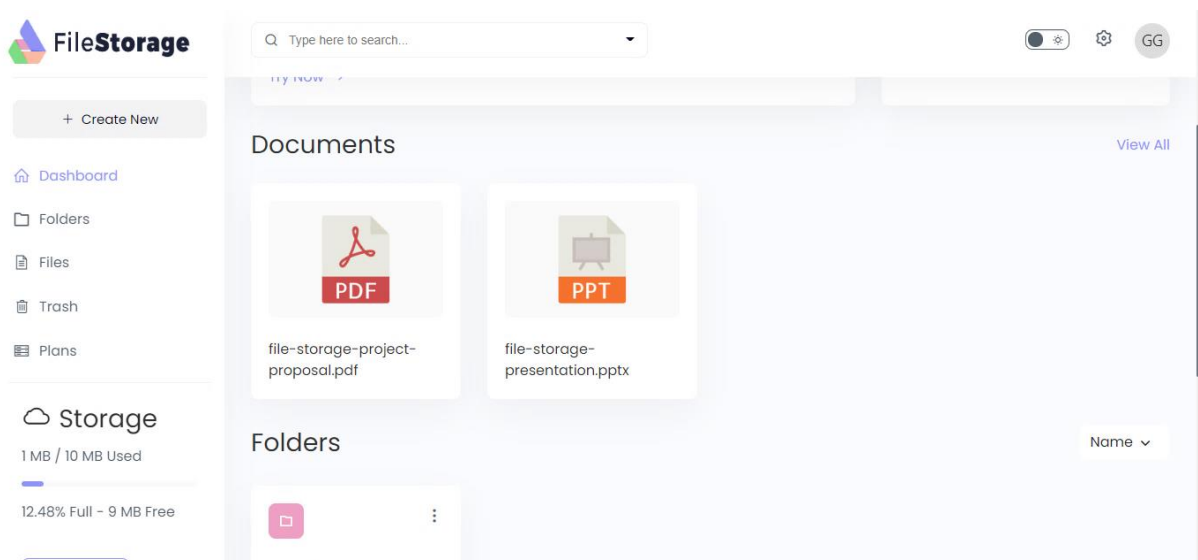 FileStorage
Type here to search...
GG
Try Now
+ Create New
Dashboard
Folders
Files
Trash
Plans
Storage
1 MB / 10 MB Used
12.48% Full - 9 MB Free
Documents
View All
PDF
file-storage-project-
proposal.pdf
PPT
file-storage-
presentation.pptx
Folders
Name